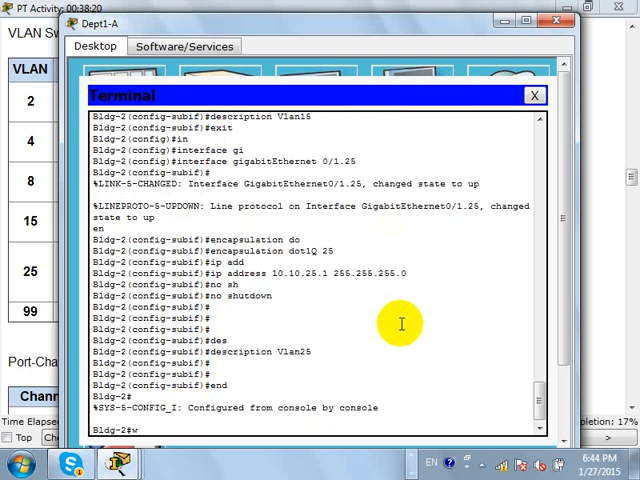 PT Activity: 00:38:20
Dept1-A
VLAN Sw
Desktop
Software/Services
VLAN
2
4
8
15
25
99
Terminal
X
Bldg-2(config-subif)#description Vlan15
Bldg-2(config-subif)#exit
Bldg-2(config)#in
Bldg-2(config)#interface gi
Bldg-2(config)#interface gigabitEthernet 0/1.25
Bldg-2(config-subif)#
%LINK-5-CHANGED: Interface GigabitEthernet0/1.25, changed state to up
%LINEPROTO-5-UPDOWN: Line protocol on Interface GigabitEthernet0/1.25, changed
state to up
en
Bldg-2(config-subif)#encapsulation do
Bldg-2(config-subif)#encapsulation dot1Q 25
Bldg-2(config-subif)#ip add
Bldg-2(config-subif)#ip address 10.10.25.1 255.255.255.0
Bldg-2(config-subif)#no sh
Bldg-2(config-subif)#no shutdown
Bldg-2(config-subif)#
Bldg-2(config-subif)#
Bldg-2(config-subif)#
Bldg-2(config-subif)#des
Bldg-2(config-subif)#description Vlan25
Bldg-2(config-subif)#
Bldg-2(config-subif)#
Bldg-2(config-subif)#end
Bldg-2#
%SYS-5-CONFIG_I: Configured from console by console
Bldg-2#w
Port-Cha
Chann
Time Elapse
pletion: 17%
Top
Che
>
EN
6:44 PM
1/27/2015